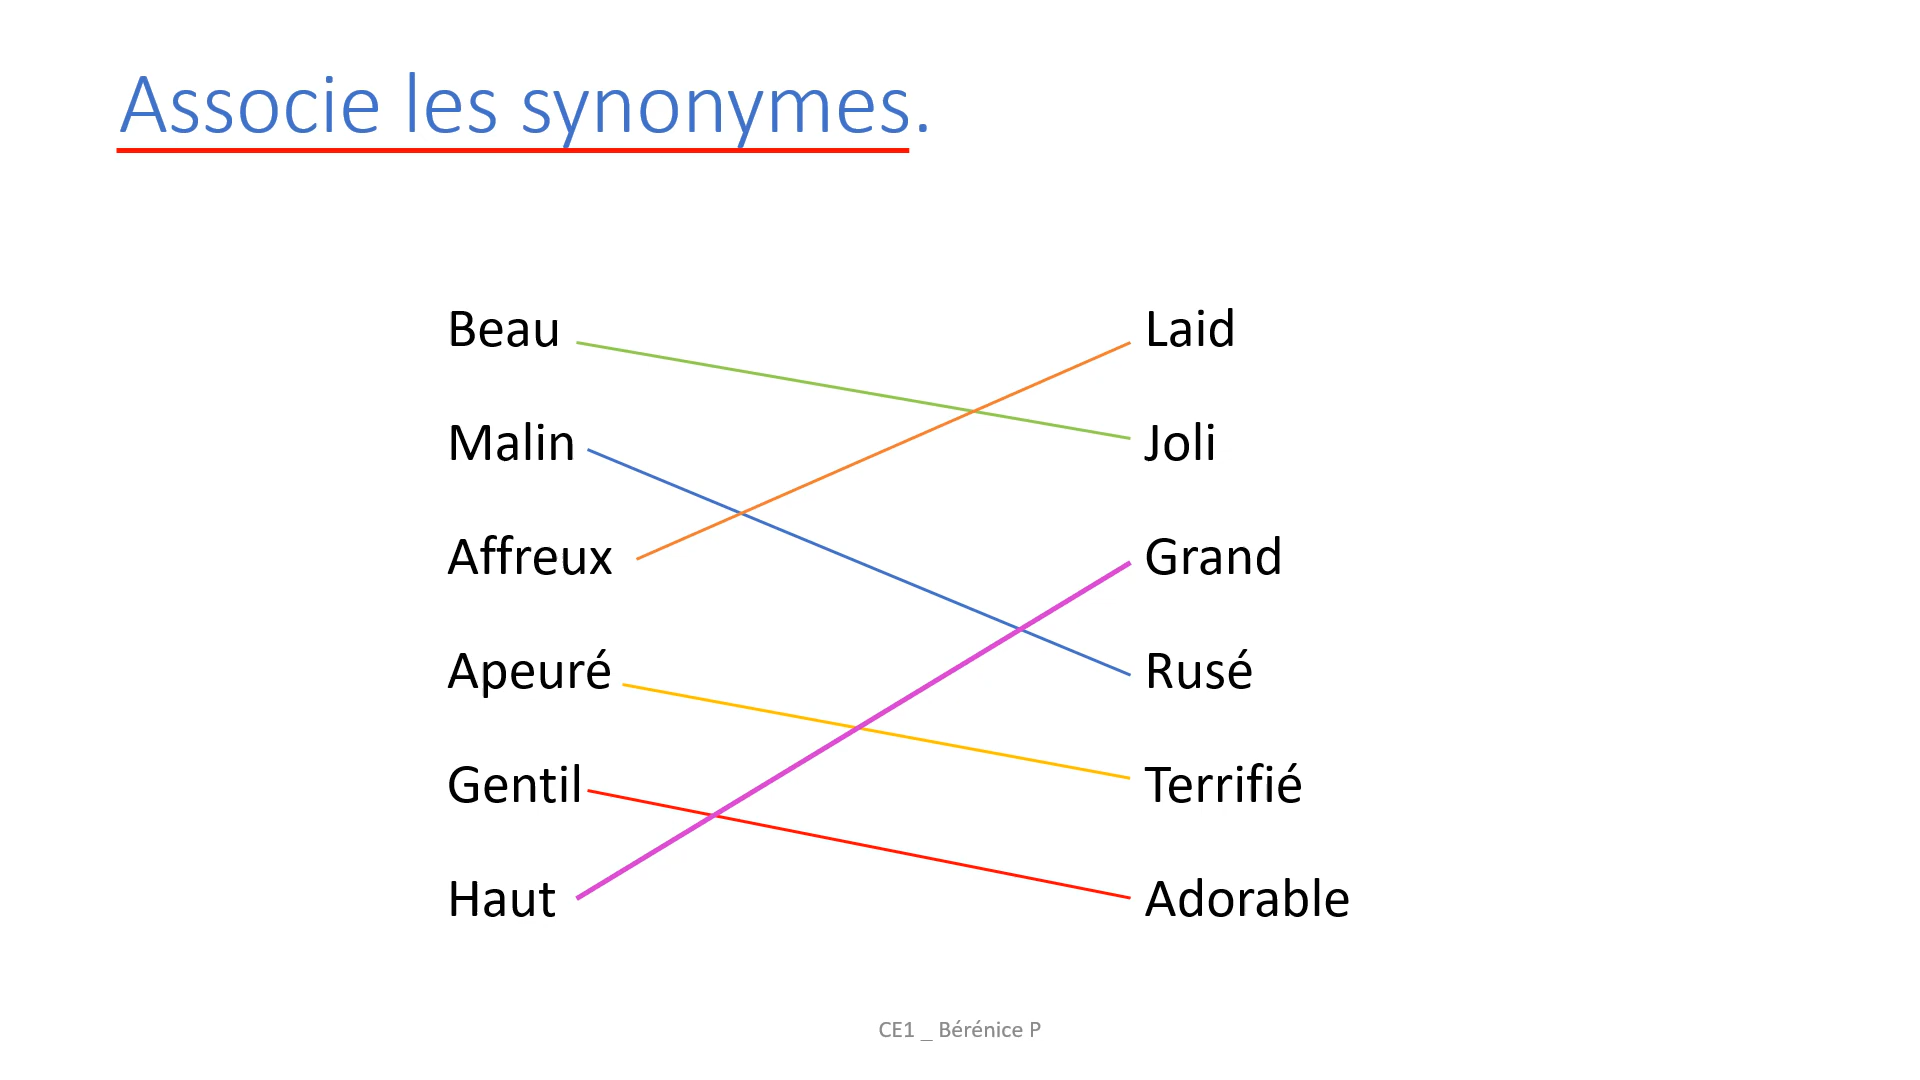 Associe les synonymes.
Beau
Laid
Malin
Joli
Affreux
Grand
Apeuré
Rusé
Gentil
Terrifié
Haut
Adorable
CE1 _ Bérénice P